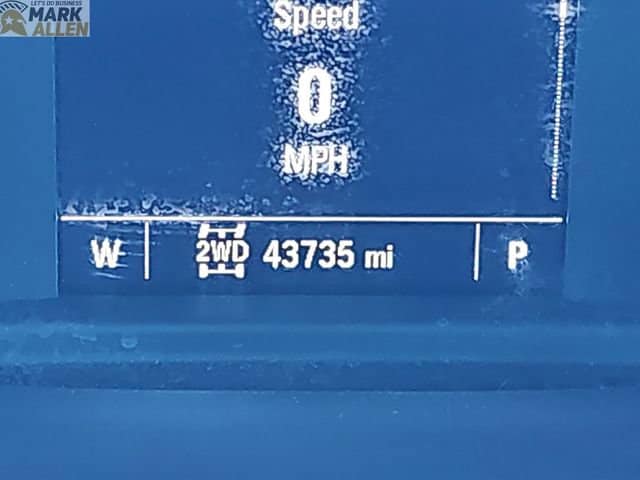 LET'S DO BUSINESS
MARK
ALLEN
Speed
0
MPH
W 2WD 43735 mi P